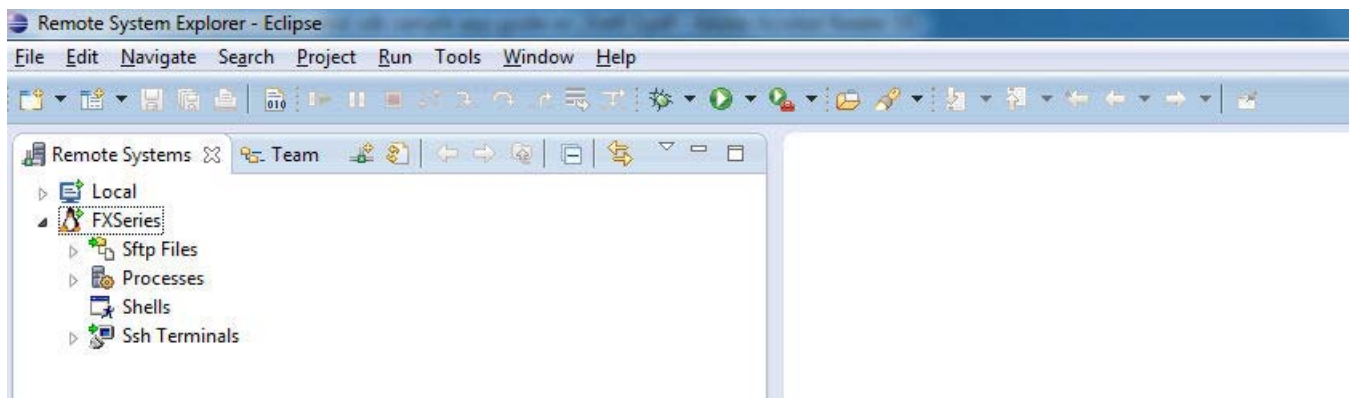 Remote System Explorer - Eclipse
File Edit Navigate Search Project Run Tools Window Help
010
Remote Systems Team
Local
FXSeries
Sftp Files
Processes
Shells
Ssh Terminals